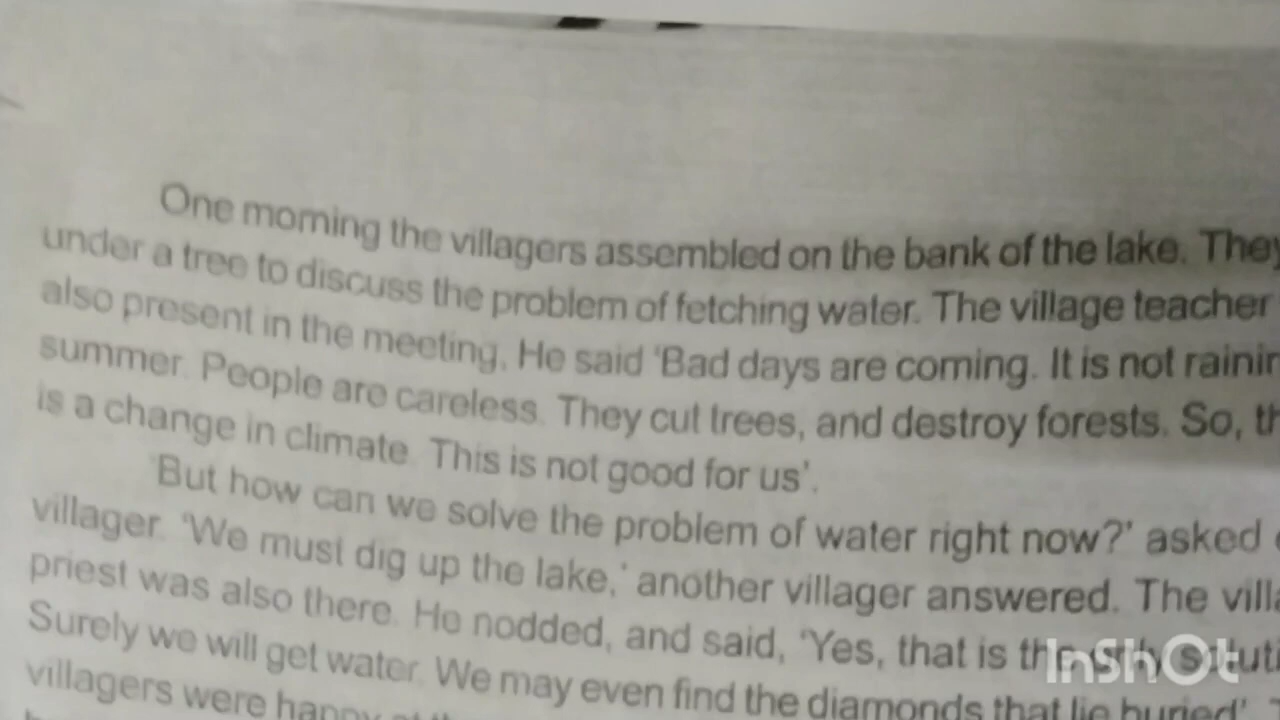 One morning the villagers assembled on the bank of the lake. They
under a tree to discuss the problem of fetching water. The village teacher
also present in the meeting. He said 'Bad days are coming. It is not
summer. People are careless. They cut trees, and destroy forests. So,
is a change in climate. This is not good for us'.
'But how can we solve the problem of water right now?' asked
villager. 'We must dig up the lake,' another villager answered. The
priest was also there. He nodded, and said, 'Yes, that is the only
Surely we will get water. We may even find the diamonds that lie buried'.
villagers were happy
InShOt